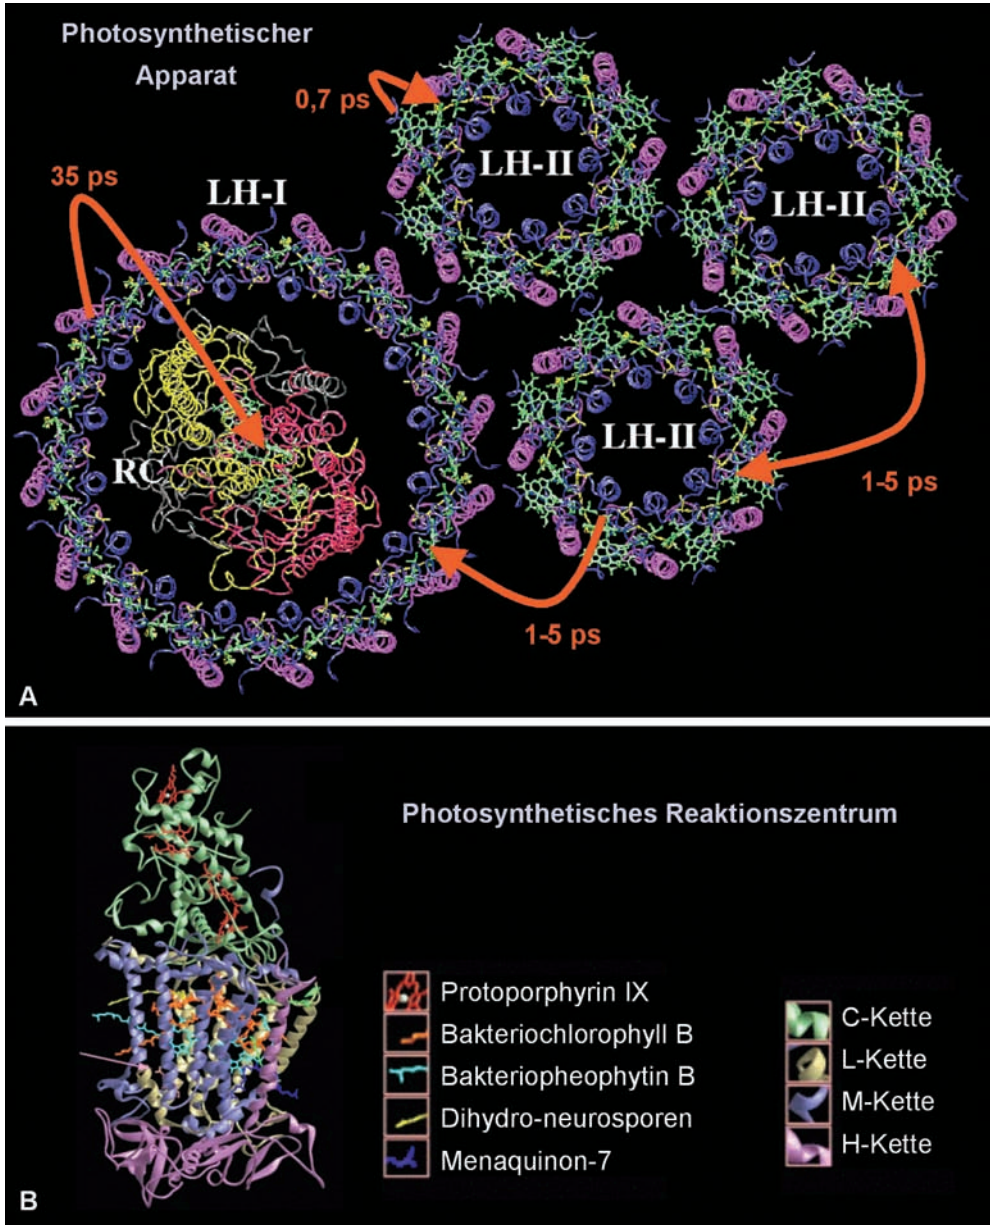 Photosynthetischer
Apparat
0,7 ps
35 ps
LH-I
LH-II
LH-II
LH-II
RC
1-5 ps
1-5 ps
A
Photosynthetisches Reaktionszentrum
Protoporphyrin IX
Bakteriochlorophyll B
Bakteriopheophytin B
Dihydro-neurosporen
Menaquinon-7
C-Kette
L-Kette
M-Kette
H-Kette
B